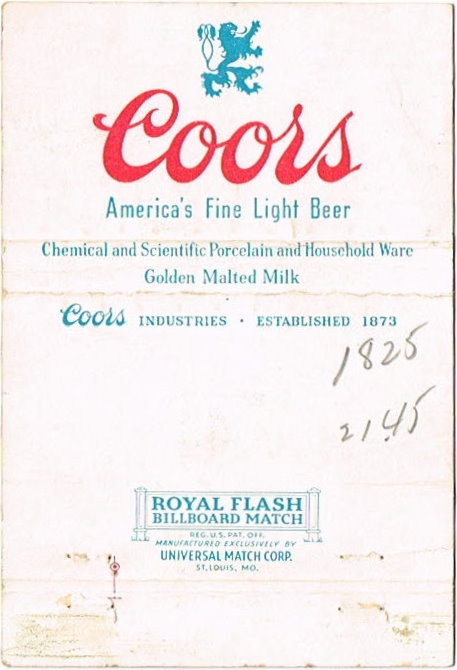 Coors
America's Fine Light Beer
Chemical and Scientific Porcelain and Household Ware
Golden Malted Milk
Coors INDUSTRIES · ESTABLISHED 1873
1825
2145
ROYAL FLASH
BILLBOARD MATCH
REG. U.S. PAT. OFF.
MANUFACTURED EXCLUSIVELY BY
UNIVERSAL MATCH CORP.
ST. LOUIS, MO.